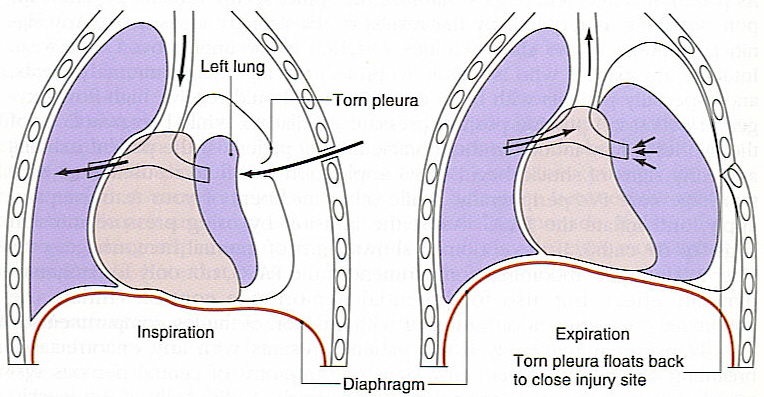 Left lung
Torn pleura
Inspiration
Expiration
Torn pleura floats back
to close injury site
Diaphragm